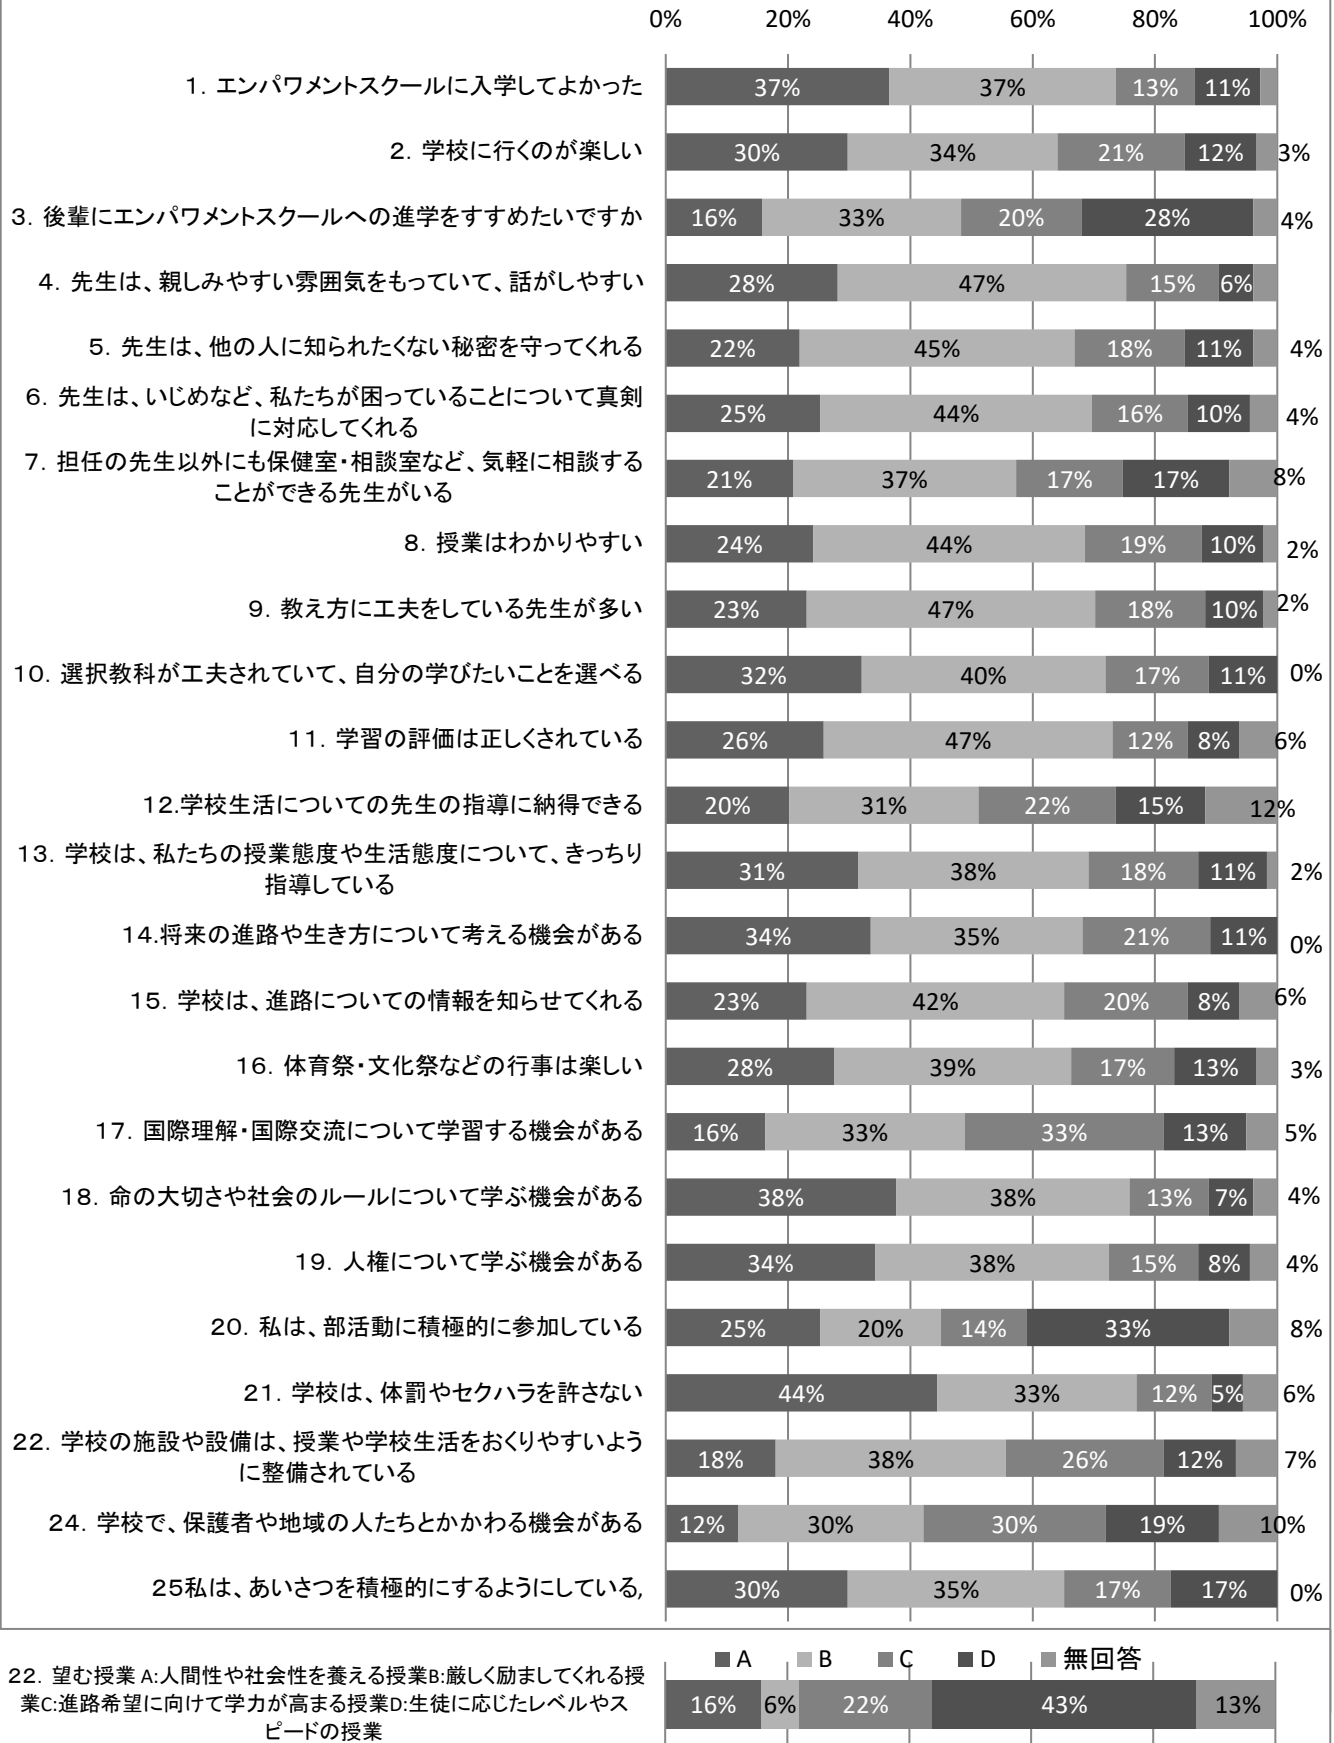 0% 20% 40% 60% 80% 100%
1．エンパワメントスクールに入学してよかった 37% 37% 13% 11%
2．学校に行くのが楽しい 30% 34% 21% 12% 3%
3．後輩にエンパワメントスクールへの進学をすすめたいですか 16% 33% 20% 28% 4%
4．先生は、親しみやすい雰囲気をもっていて、話がしやすい 28% 47% 15% 6%
5．先生は、他の人に知られたくない秘密を守ってくれる 22% 45% 18% 11% 4%
6．先生は、いじめなど、私たちが困っていることについて真剣
に対応してくれる 25% 44% 16% 10% 4%
7．担任の先生以外にも保健室・相談室など、気軽に相談する
ことができる先生がいる 21% 37% 17% 17% 8%
8．授業はわかりやすい 24% 44% 19% 10% 2%
9．教え方に工夫をしている先生が多い 23% 47% 18% 10% 2%
10．選択教科が工夫されていて、自分の学びたいことを選べる 32% 40% 17% 11% 0%
11．学習の評価は正しくされている 26% 47% 12% 8% 6%
12.学校生活についての先生の指導に納得できる 20% 31% 22% 15% 12%
13．学校は、私たちの授業態度や生活態度について、きっちり
指導している 31% 38% 18% 11% 2%
14.将来の進路や生き方について考える機会がある 34% 35% 21% 11% 0%
15．学校は、進路についての情報を知らせてくれる 23% 42% 20% 8% 6%
16．体育祭・文化祭などの行事は楽しい 28% 39% 17% 13% 3%
17．国際理解・国際交流について学習する機会がある 16% 33% 33% 13% 5%
18．命の大切さや社会のルールについて学ぶ機会がある 38% 38% 13% 7% 4%
19．人権について学ぶ機会がある 34% 38% 15% 8% 4%
20．私は、部活動に積極的に参加している 25% 20% 14% 33% 8%
21．学校は、体罰やセクハラを許さない 44% 33% 12% 5% 6%
22．学校の施設や設備は、授業や学校生活をおくりやすいよう
に整備されている 18% 38% 26% 12% 7%
24．学校で、保護者や地域の人たちとかかわる機会がある 12% 30% 30% 19% 10%
25私は、あいさつを積極的にするようにしている, 30% 35% 17% 17% 0%
A B C D 無回答
22．望む授業 A:人間性や社会性を養える授業B:厳しく励ましてくれる授
業C:進路希望に向けて学力が高まる授業D:生徒に応じたレベルやス
ピードの授業 16% 6% 22% 43% 13%